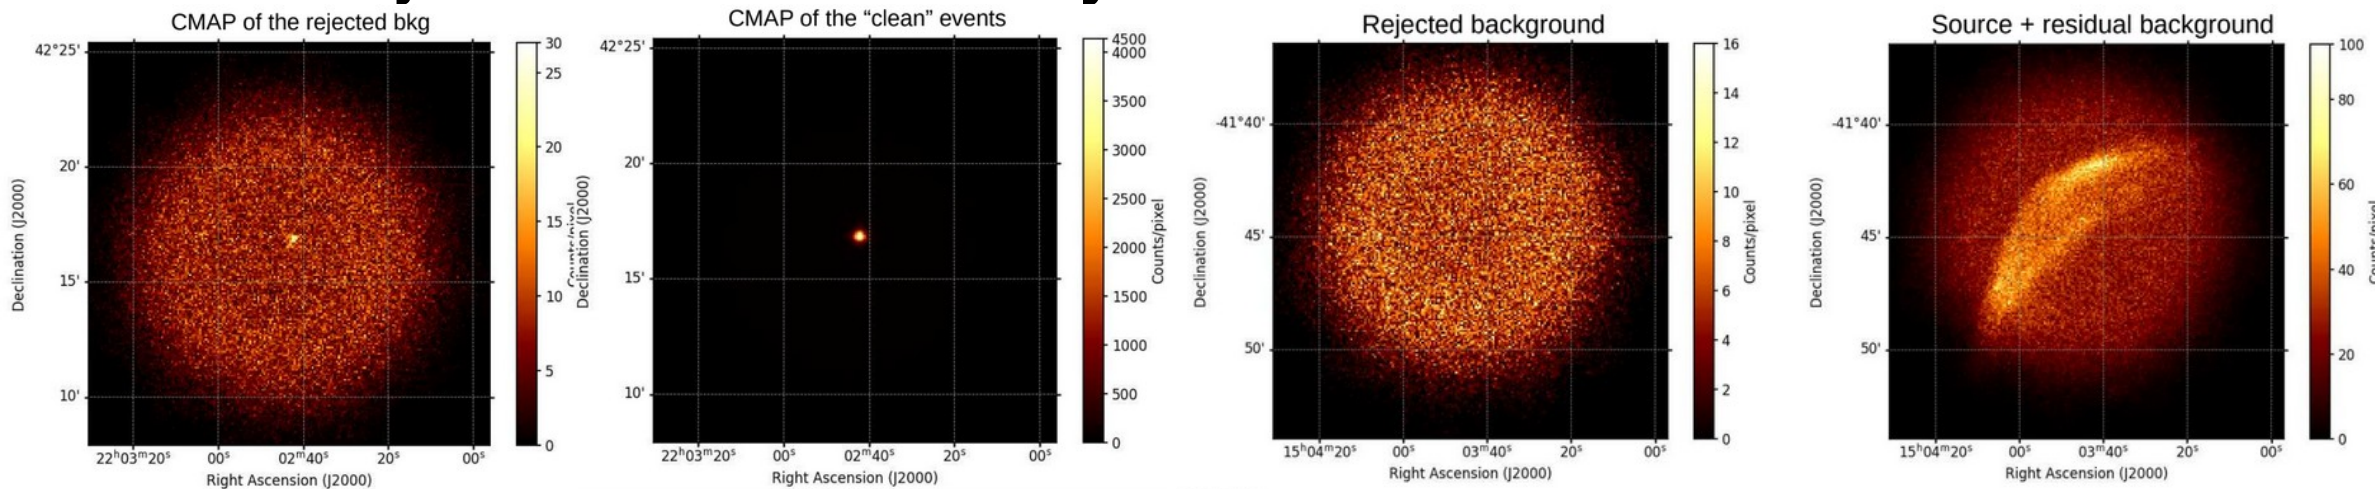 CMAP of the rejected bkg
42°25'
20'
15'
10'
Declination (J2000)
22ʰ03ᵐ20ˢ 00ˢ 02ᵐ40ˢ 20ˢ 00ˢ
Right Ascension (J2000)
30
25
20
15
10
5
0
CMAP of the “clean” events
42°25'
20'
15'
10'
Declination (J2000)
22ʰ03ᵐ20ˢ 00ˢ 02ᵐ40ˢ 20ˢ 00ˢ
Right Ascension (J2000)
4500
4000
3500
3000
2500
2000
1500
1000
500
0
Counts/pixel
Rejected background
-41°40'
45'
50'
Declination (J2000)
15ʰ04ᵐ20ˢ 00ˢ 03ᵐ40ˢ 20ˢ 00ˢ
Right Ascension (J2000)
16
14
12
10
8
6
4
2
0
Counts/pixel
Source + residual background
-41°40'
45'
50'
Declination (J2000)
15ʰ04ᵐ20ˢ 00ˢ 03ᵐ40ˢ 20ˢ 00ˢ
Right Ascension (J2000)
100
80
60
40
20
0